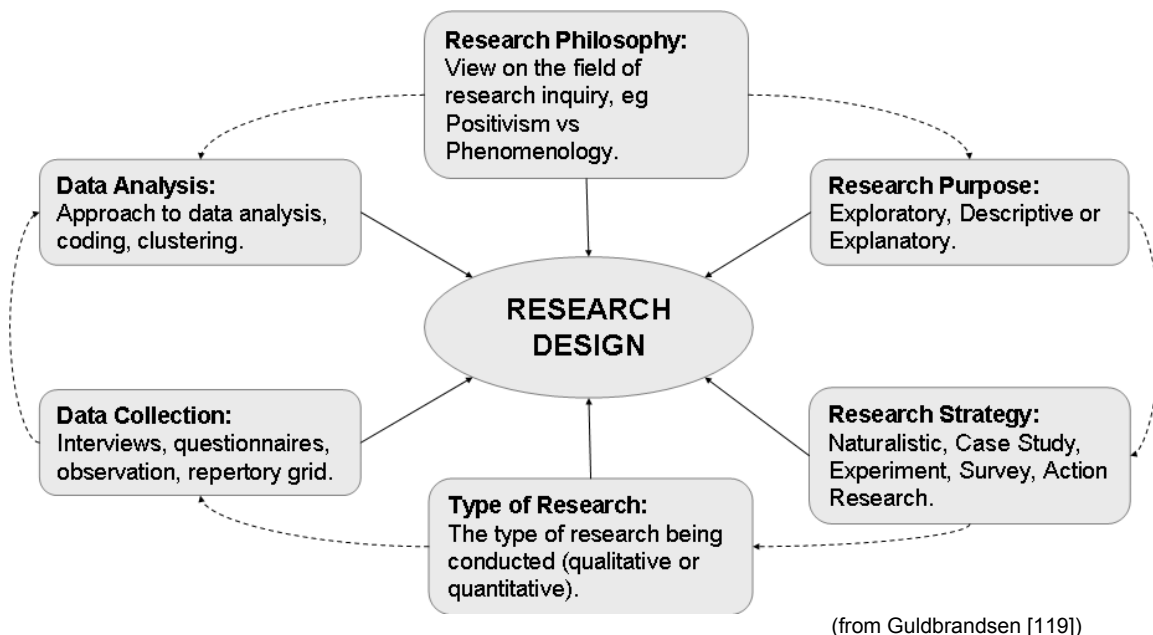 Research Philosophy:
View on the field of
research inquiry, eg
Positivism vs
Phenomenology.
Data Analysis:
Approach to data analysis,
coding, clustering.
Research Purpose:
Exploratory, Descriptive or
Explanatory.
RESEARCH
DESIGN
Data Collection:
Interviews, questionnaires,
observation, repertory grid.
Research Strategy:
Naturalistic, Case Study,
Experiment, Survey, Action
Research.
Type of Research:
The type of research being
conducted (qualitative or
quantitative).
(from Guldbrandsen [119])